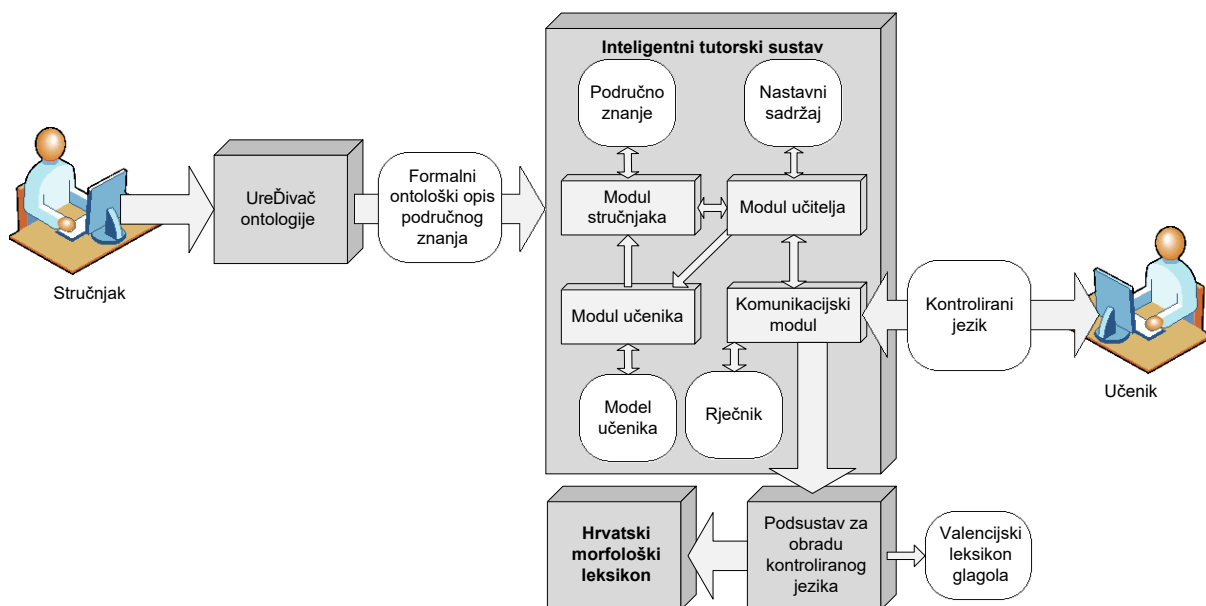 Inteligentni tutorski sustav
Područno
znanje
Nastavni
sadržaj
UreĐivač
ontologije
Formalni
ontološki opis
područnog
znanja
Modul
stručnjaka
Modul učitelja
Stručnjak
Modul učenika
Komunikacijski
modul
Kontrolirani
jezik
Učenik
Model
učenika
Rječnik
Hrvatski
morfološki
leksikon
Podsustav za
obradu
kontroliranog
jezika
Valencijski
leksikon
glagola